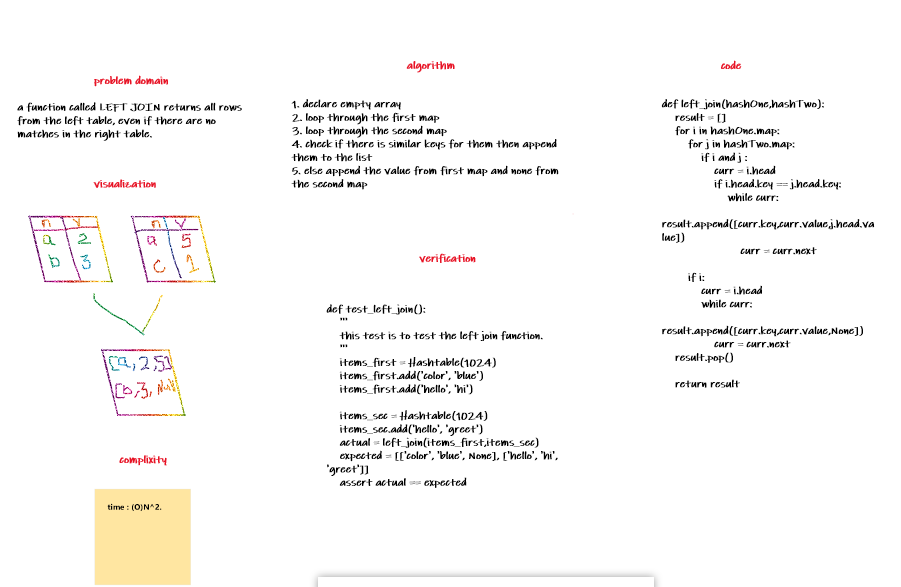 problem domain
a function called LEFT JOIN returns all rows
from the left table, even if there are no
matches in the right table.
visualization
n v
a 2
b 3
n v
a 5
c 1
[a, 2, 5]
[b, 3, Null
complixity
time : (O)N^2.
algorithm
1. declare empty array
2. loop through the first map
3. loop through the second map
4. check if there is similar keys for them then append
them to the list
5. else append the value from first map and none from
the second map
verification
def test_left_join():
'''
this test is to test the left join function.
'''
items_first = Hashtable(1024)
items_first.add('color', 'blue')
items_first.add('hello', 'hi')
items_sec = Hashtable(1024)
items_sec.add('hello', 'greet')
actual = left_join(items_first,items_sec)
expected = [['color', 'blue', None], ['hello', 'hi',
'greet']]
assert actual == expected
code
def left_join(hashOne,hashTwo):
result = []
for i in hashOne.map:
for j in hashTwo.map:
if i and j :
curr = i.head
if i.head.key == j.head.key:
while curr:
result.append([curr.key,curr.value,j.head.va
lue])
curr = curr.next
if i:
curr = i.head
while curr:
result.append([curr.key,curr.value,None])
curr = curr.next
result.pop()
return result